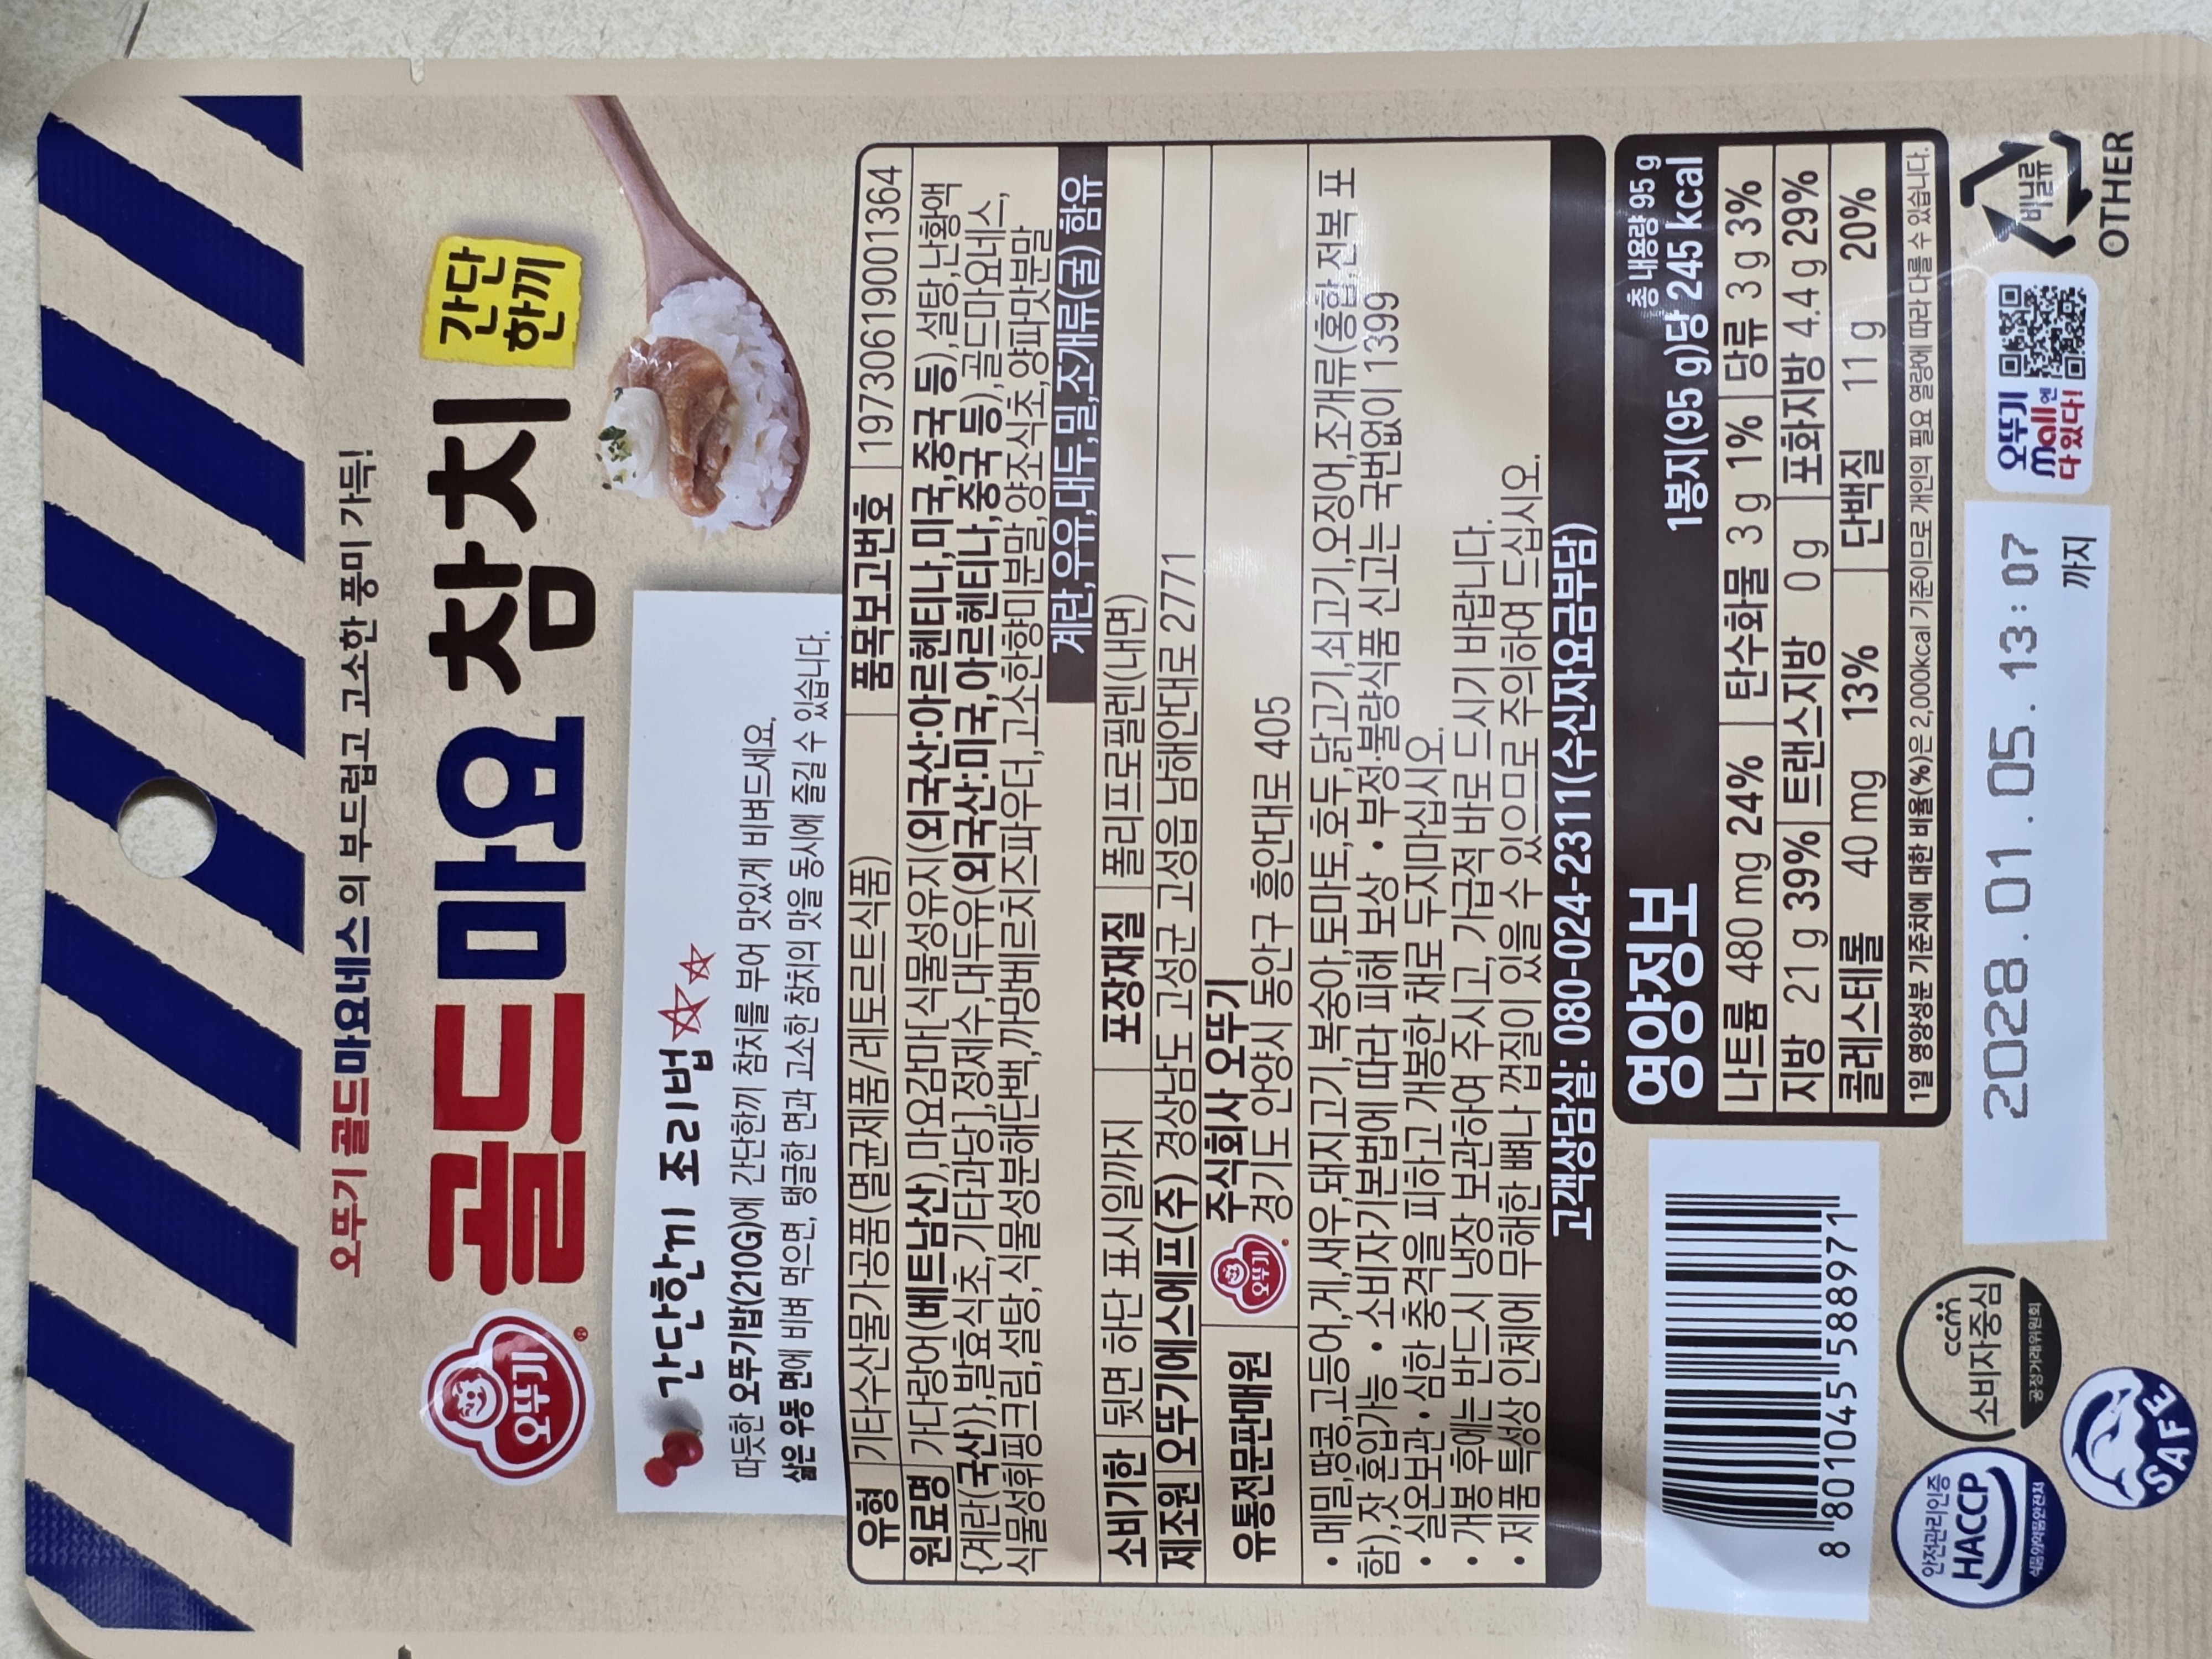 오뚜기 골드마요네스의 부드럽고 고소한 풍미 가득!
오뚜기
골드마요 참치
간단
한끼
간단한끼 조리법
따듯한 오뚜기밥(210G)에 간단한끼 참치를 부어 맛있게 비벼드세요.
삶은 우동 면에 비벼 먹으면, 탱글한 면과 고소한 참치의 맛을 동시에 즐길 수 있습니다.
유형 기타수산물가공품(멸균제품/레토르트식품) 품목보고번호 19730619001364
원료명 가다랑어(베트남산),마요감마[식물성유지(외국산:아르헨티나,미국,중국 등),설탕,난황액
{계란(국산)},발효식초,기타과당],정제수,대두유(외국산:미국,아르헨티나,중국 등),골드마요네스,
식물성휘핑크림,설탕,식물성분해단백,까망베르치즈파우더,고소한향미분말,양조식초,양파맛분말
계란,우유,대두,밀,조개류(굴) 함유
소비기한 뒷면 하단 표시일까지 포장재질 폴리프로필렌(내면)
제조원 오뚜기에스에프(주) 경상남도 고성군 고성읍 남해안대로 2771
유통전문판매원 오뚜기 주식회사 오뚜기
경기도 안양시 동안구 흥안대로 405
• 메밀,땅콩,고등어,게,새우,돼지고기,복숭아,토마토,호두,닭고기,쇠고기,오징어,조개류(홍합,전복 포
함),잣 혼입가능 • 소비자기본법에 따라 피해 보상 • 부정·불량식품 신고는 국번없이 1399
• 실온보관 • 심한 충격을 피하고 개봉한 채로 두지마십시오.
• 개봉 후에는 반드시 냉장 보관하여 주시고, 가급적 바로 드시기 바랍니다.
• 제품 특성상 인체에 무해한 뼈나 껍질이 있을 수 있으므로 주의하여 드십시오.
고객상담실: 080-024-2311(수신자요금부담)
영양정보
총 내용량 95 g
1봉지(95 g)당 245 kcal
나트륨 480 mg 24% 탄수화물 3 g 1% 당류 3 g 3%
지방 21 g 39% 트랜스지방 0 g 포화지방 4.4 g 29%
콜레스테롤 40 mg 13% 단백질 11 g 20%
1일 영양성분 기준치에 대한 비율(%)은 2,000kcal 기준이므로 개인의 필요 열량에 따라 다를 수 있습니다.
8 801045 588971
안전관리인증
HACCP
식품의약품안전처
ccm
소비자중심
공정거래위원회
SAFE
2028.01.05. 13:07
까지
오뚜기
mall에
다 있다!
비닐류
OTHER